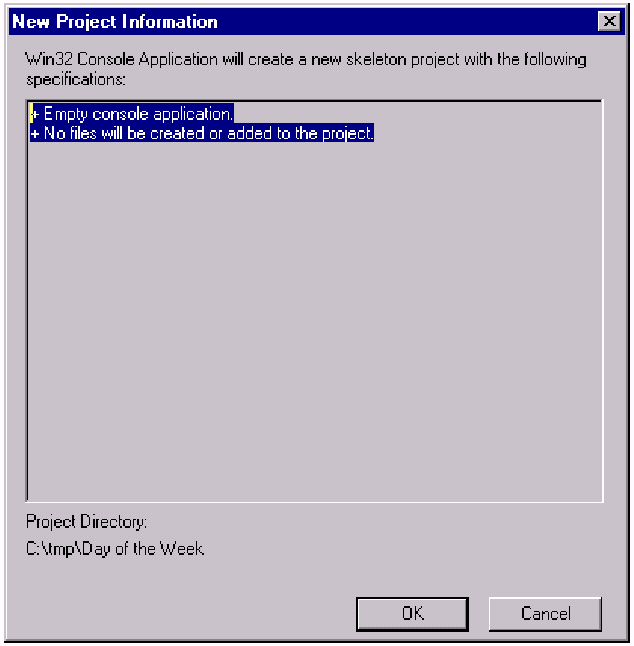 New Project Information
Win32 Console Application will create a new skeleton project with the following
specifications:
+ Empty console application.
+ No files will be created or added to the project.
Project Directory:
C:\tmp\Day of the Week
OK
Cancel